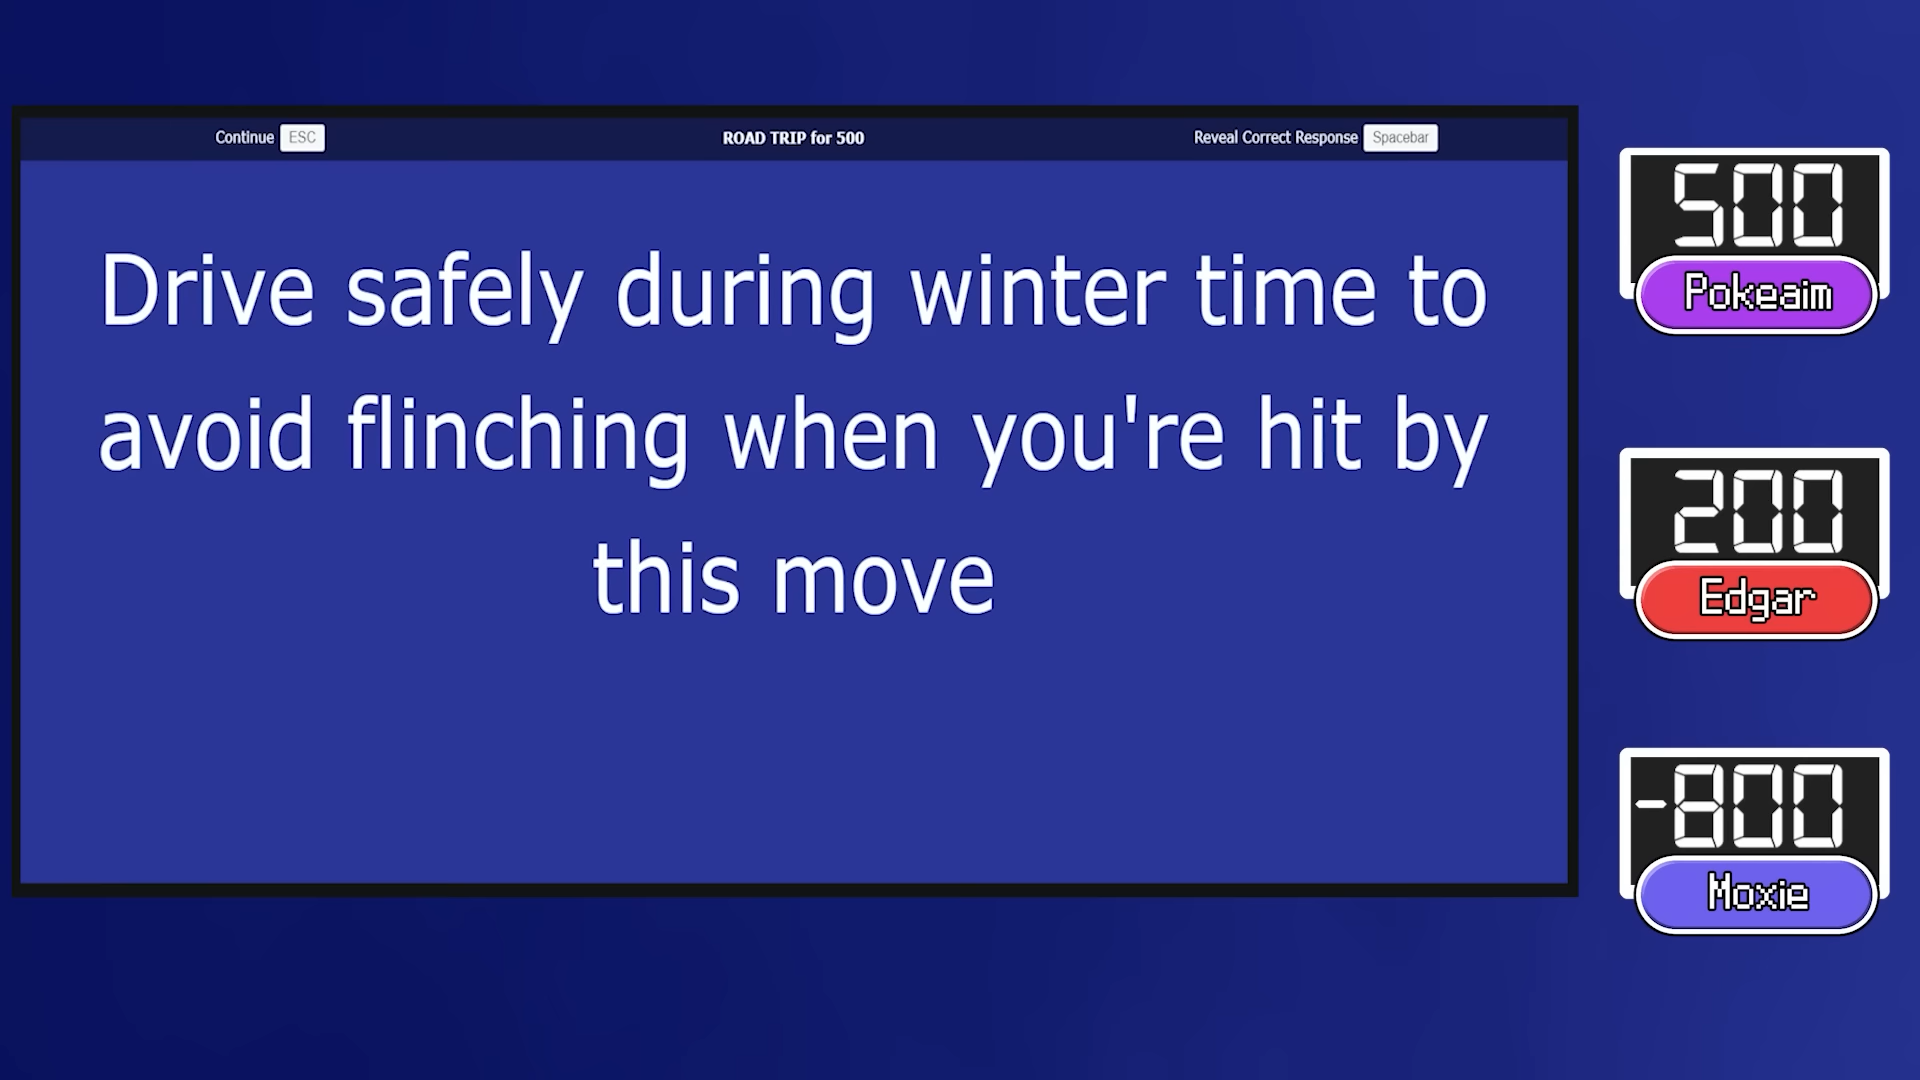 Continue ESC ROAD TRIP for 500 Reveal Correct Response Spacebar
Drive safely during winter time to
avoid flinching when you're hit by
this move
500
Pokeaim
200
Edgar
-800
Moxie